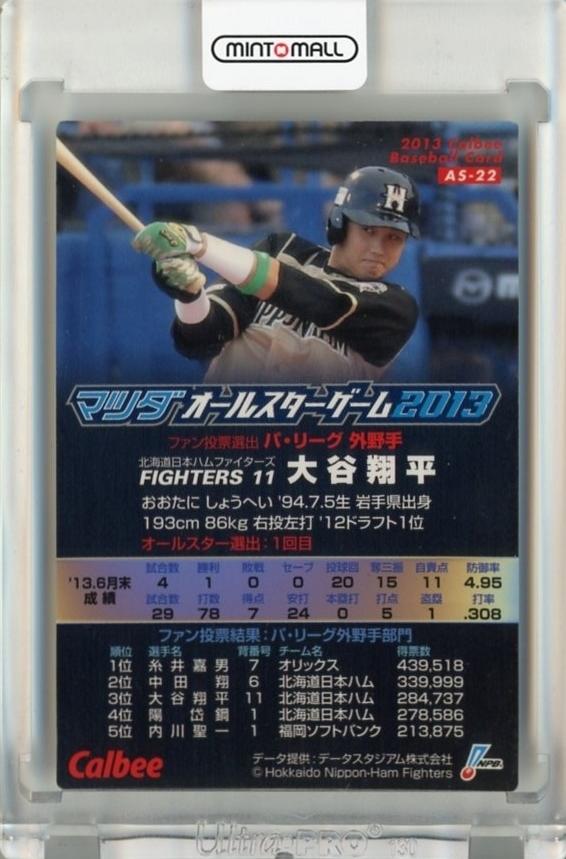 MINT MALL
2013 Calbee
Baseball Card
AS-22
H
マツダオールスターゲーム2013
ファン投票選出 パ・リーグ 外野手
北海道日本ハムファイターズ
FIGHTERS 11 大谷翔平
おおたに しょうへい '94.7.5生 岩手県出身
193cm 86kg 右投左打 '12ドラフト1位
オールスター選出:1回目
試合数 勝利 敗戦 セーブ 投球回 奪三振 自責点 防御率
'13.6月末 4 1 0 0 20 15 11 4.95
成績 試合数 打数 得点 安打 本塁打 打点 盗塁 打率
29 78 7 24 0 5 1 .308
ファン投票結果:パ・リーグ外野手部門
順位 選手名 背番号 チーム名 得票数
1位 糸井嘉男 7 オリックス 439,518
2位 中田 翔 6 北海道日本ハム 339,999
3位 大谷翔平 11 北海道日本ハム 284,737
4位 陽 岱鋼 1 北海道日本ハム 278,586
5位 内川聖一 1 福岡ソフトバンク 213,875
Calbee
データ提供:データスタジアム株式会社
© Hokkaido Nippon-Ham Fighters
NPB
Ultra-PRO® 130